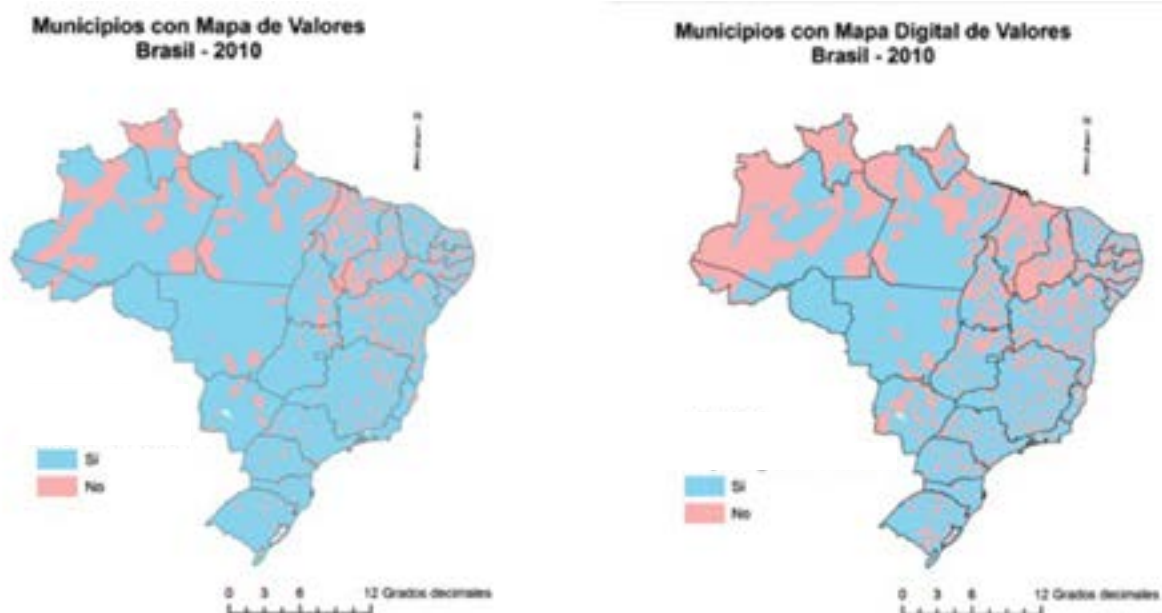 Municipios con Mapa de Valores
Brasil - 2010
Si
No
0 3 6 12 Grados decimales
Municipios con Mapa Digital de Valores
Brasil - 2010
Si
No
0 3 6 12 Grados decimales